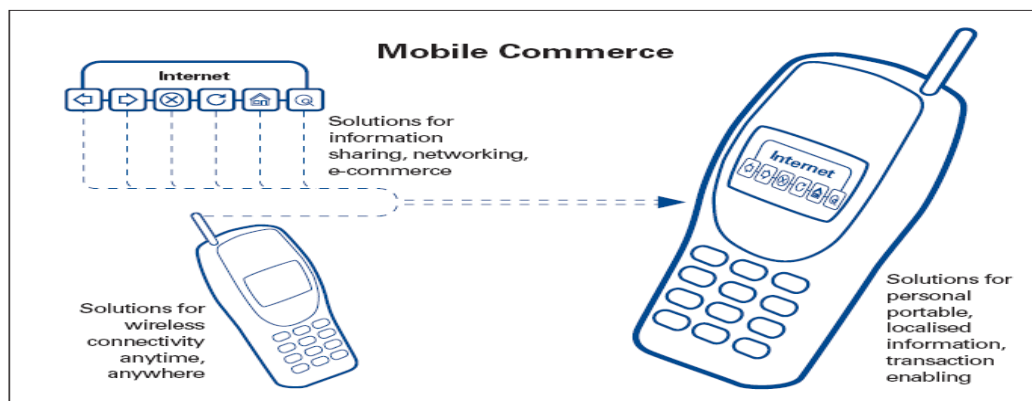 Mobile Commerce
Internet
Solutions for
information
sharing, networking,
e-commerce
Internet
Solutions for
wireless
connectivity
anytime,
anywhere
Solutions for
personal
portable,
localised
information,
transaction
enabling